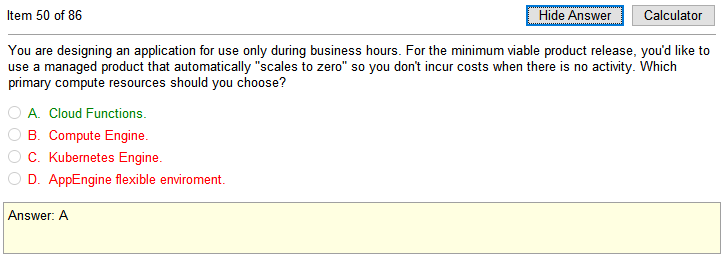 Item 50 of 86
Hide Answer
Calculator
You are designing an application for use only during business hours. For the minimum viable product release, you'd like to
use a managed product that automatically "scales to zero" so you don't incur costs when there is no activity. Which
primary compute resources should you choose?
A. Cloud Functions.
B. Compute Engine.
C. Kubernetes Engine.
D. AppEngine flexible enviroment.
Answer: A